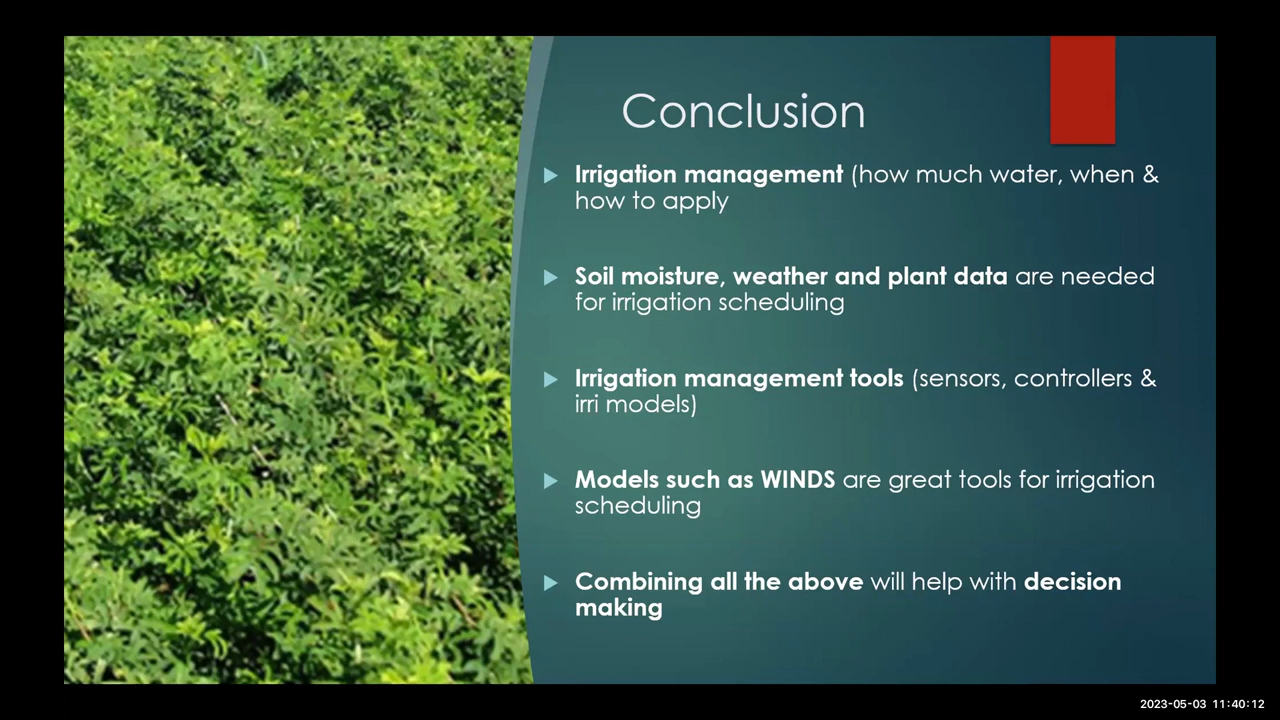 Conclusion
Irrigation management (how much water, when &
how to apply
Soil moisture, weather and plant data are needed
for irrigation scheduling
Irrigation management tools (sensors, controllers &
irri models)
Models such as WINDS are great tools for irrigation
scheduling
Combining all the above will help with decision
making
2023-05-03 11:40:12